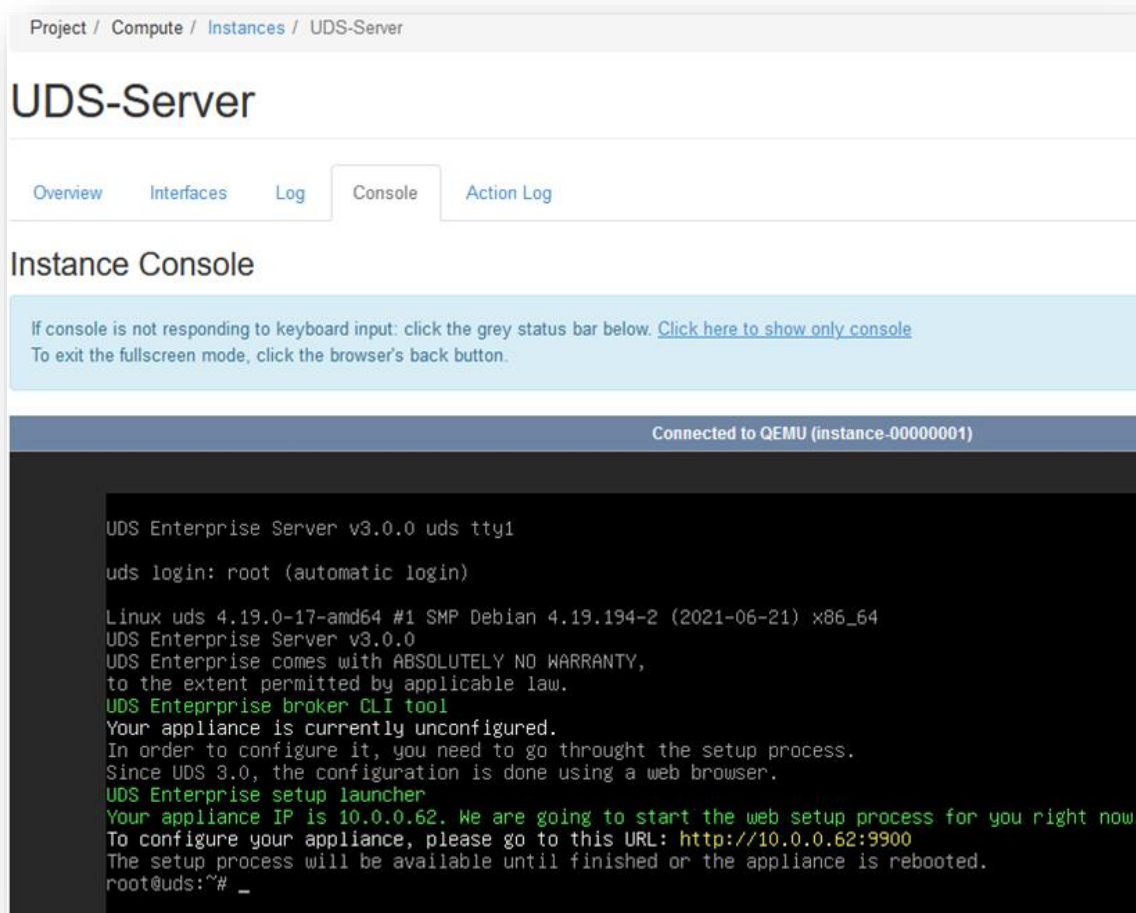 Project / Compute / Instances / UDS-Server
UDS-Server
Overview Interfaces Log Console Action Log
Instance Console
If console is not responding to keyboard input: click the grey status bar below. Click here to show only console
To exit the fullscreen mode, click the browser's back button.
Connected to QEMU (instance-00000001)
UDS Enterprise Server v3.0.0 uds tty1
uds login: root (automatic login)
Linux uds 4.19.0-17-amd64 #1 SMP Debian 4.19.194-2 (2021-06-21) x86_64
UDS Enterprise Server v3.0.0
UDS Enterprise comes with ABSOLUTELY NO WARRANTY,
to the extent permitted by applicable law.
UDS Enteprprise broker CLI tool
Your appliance is currently unconfigured.
In order to configure it, you need to go throught the setup process.
Since UDS 3.0, the configuration is done using a web browser.
UDS Enterprise setup launcher
Your appliance IP is 10.0.0.62. We are going to start the web setup process for you right now
To configure your appliance, please go to this URL: http://10.0.0.62:9900
The setup process will be available until finished or the appliance is rebooted.
root@uds:~# _